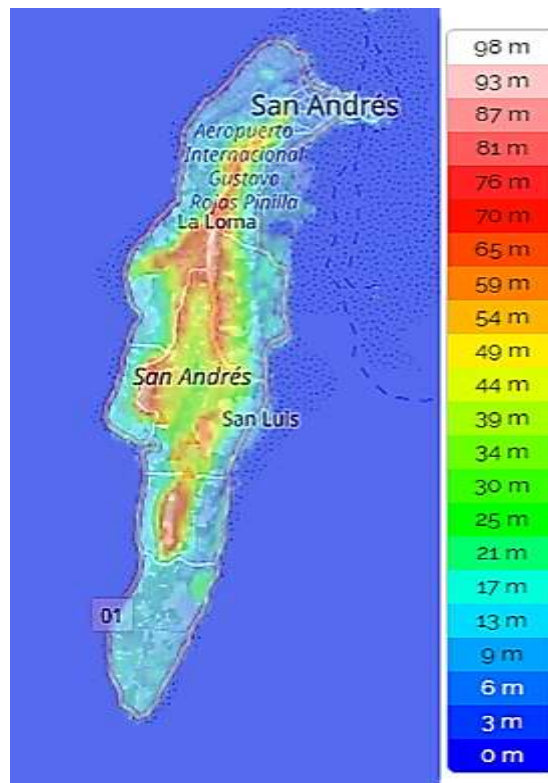 San Andrés
Aeropuerto
Internacional
Gustavo
Rojas Pinilla
La Loma
San Andrés
San Luis
01
98 m
93 m
87 m
81 m
76 m
70 m
65 m
59 m
54 m
49 m
44 m
39 m
34 m
30 m
25 m
21 m
17 m
13 m
9 m
6 m
3 m
0 m